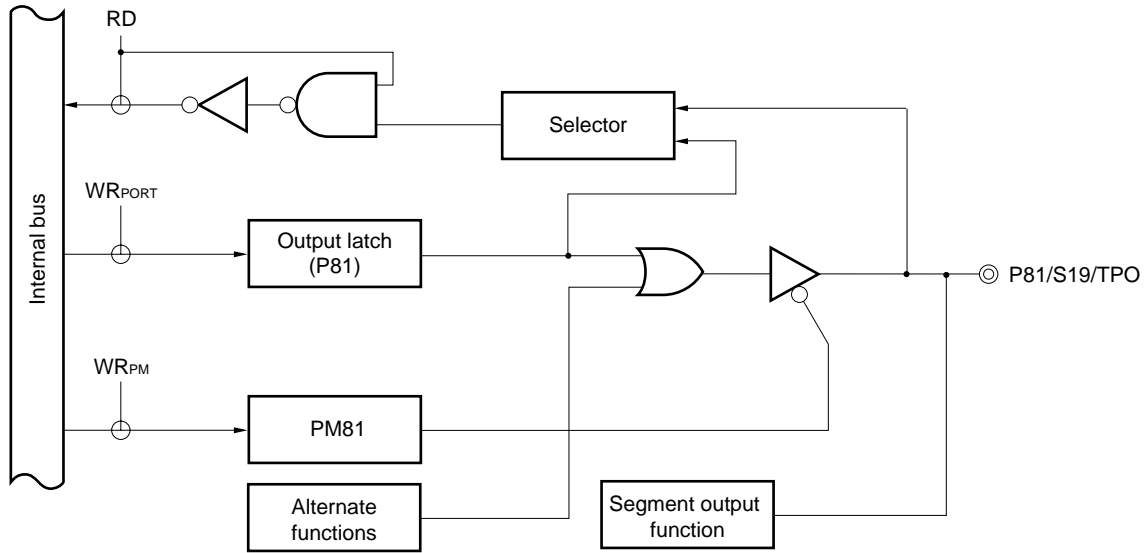 RD
Selector
Internal bus
WRPORT
Output latch
(P81)
P81/S19/TPO
WRPM
PM81
Alternate
functions
Segment output
function